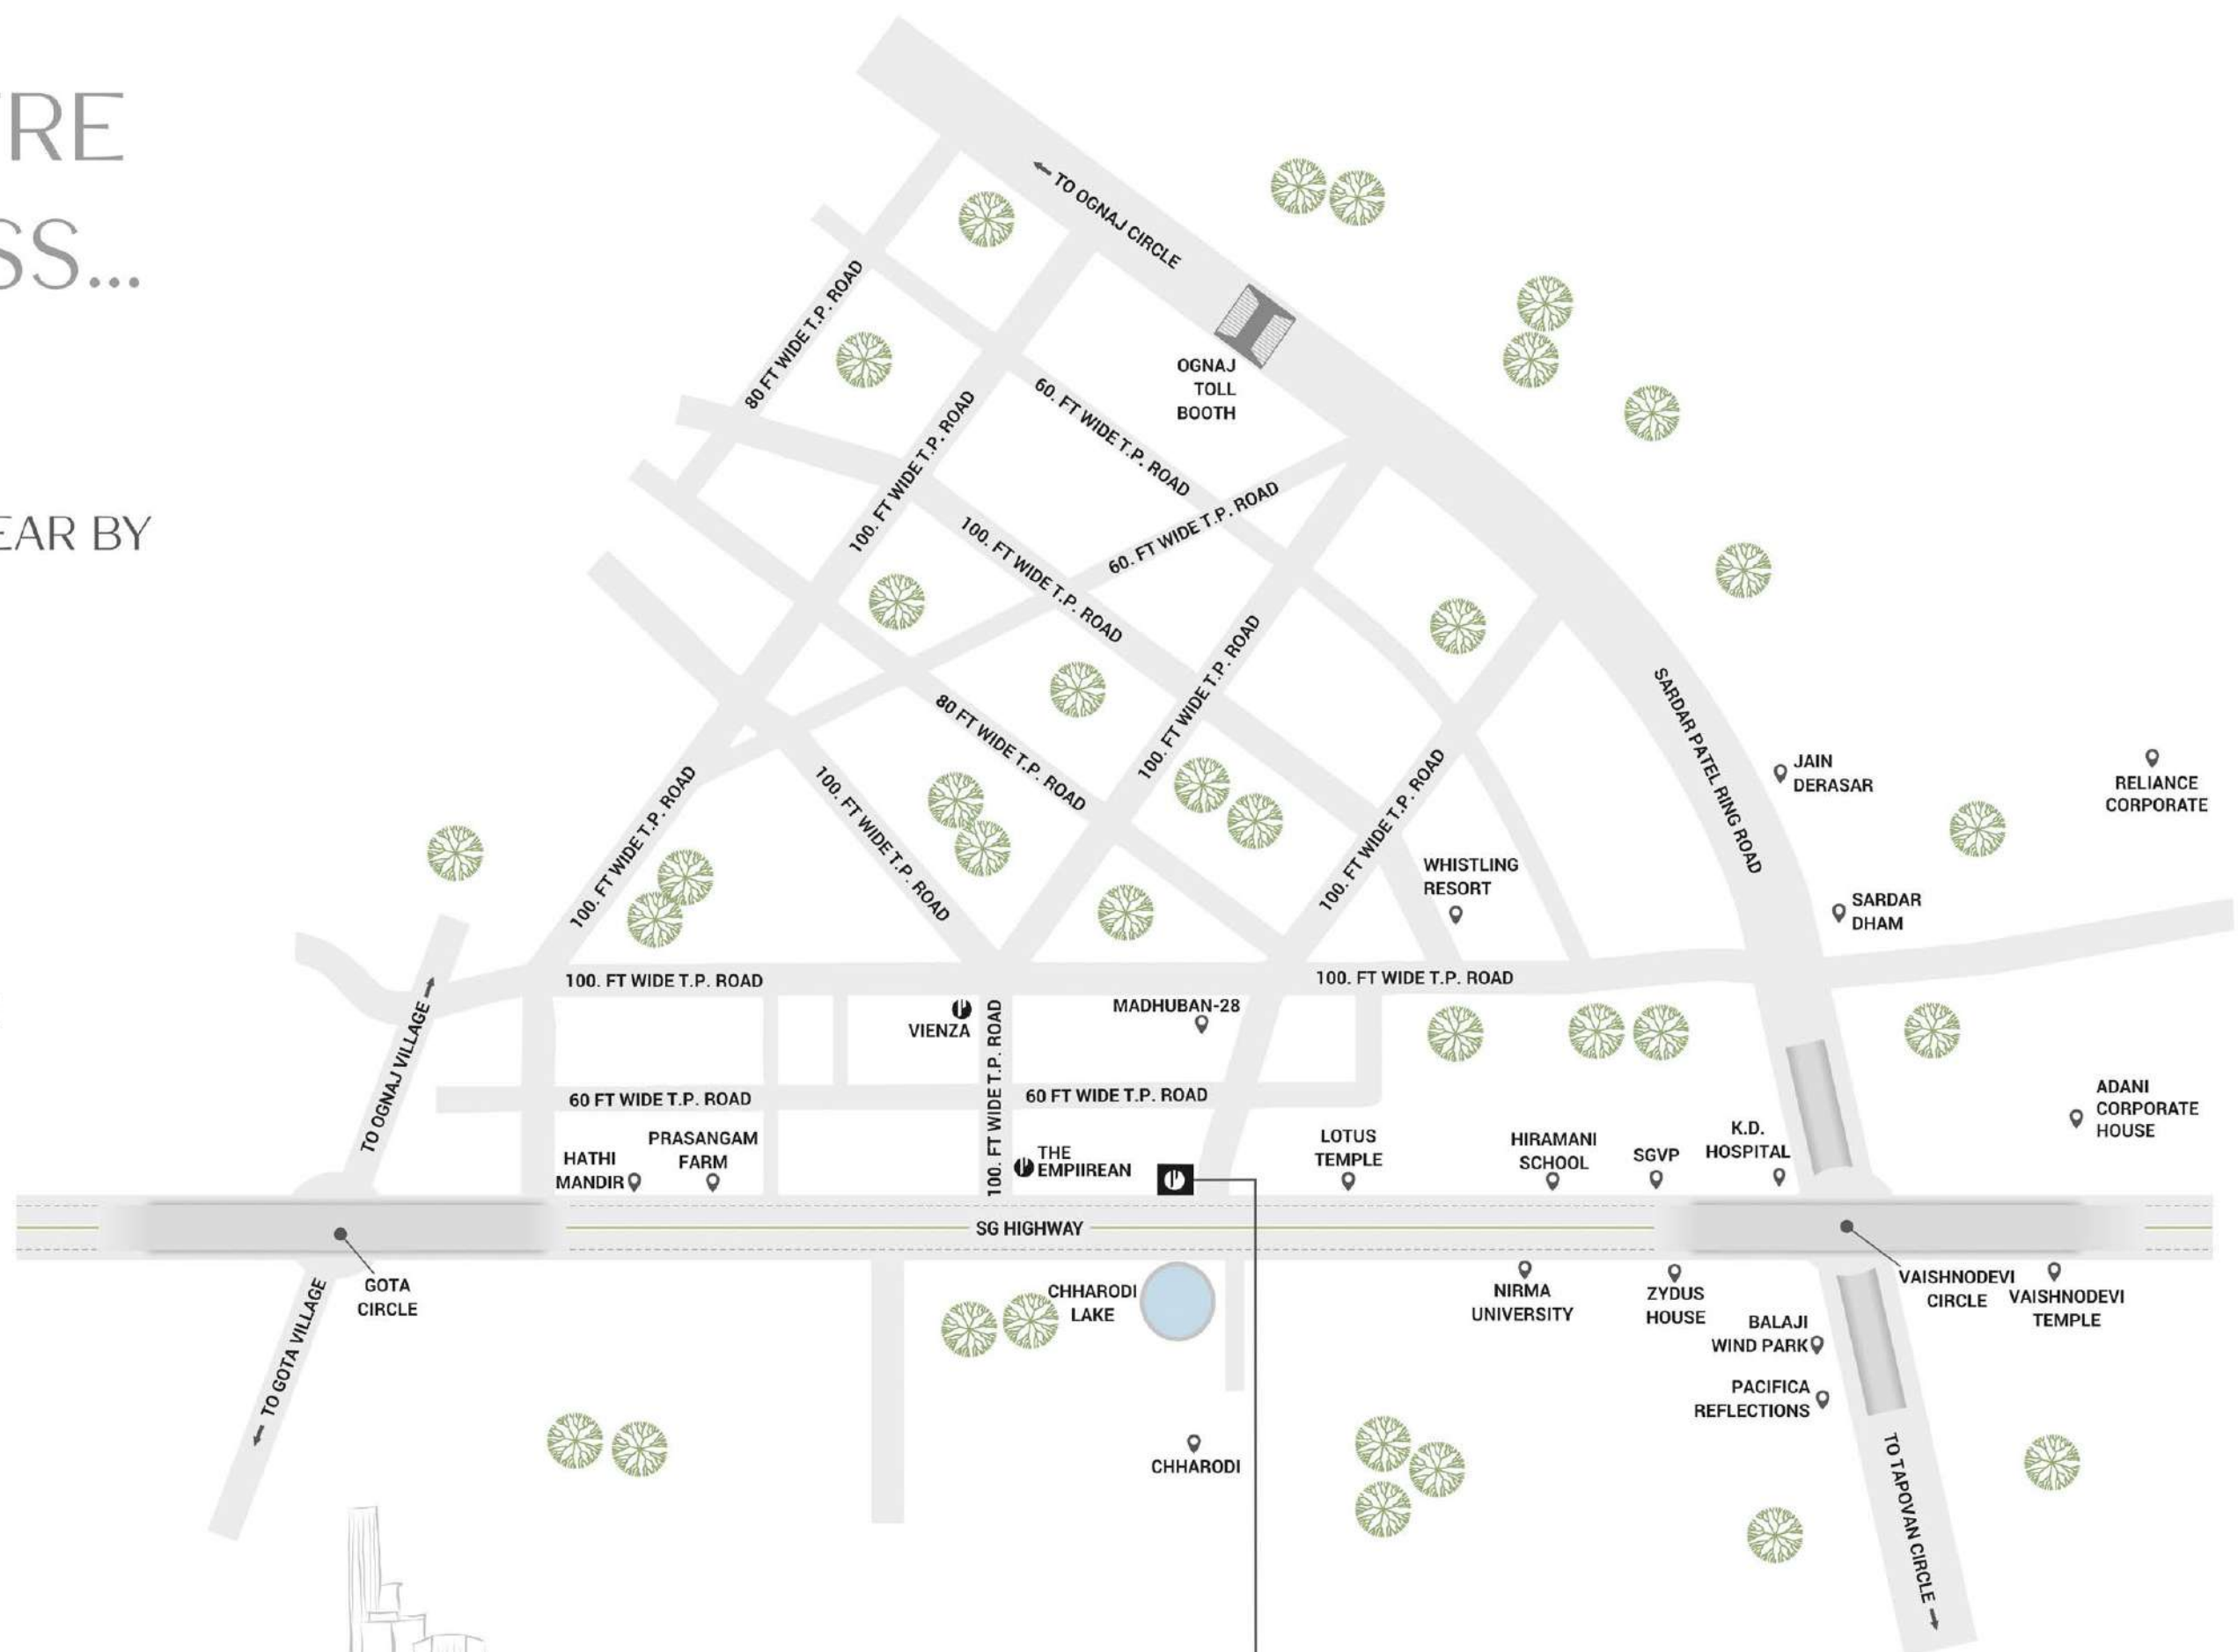 RE
SS...
EAR BY
TO OGNAJ CIRCLE
OGNAJ
TOLL
BOOTH
80 FT WIDE T.P. ROAD
100. FT WIDE T.P. ROAD
60. FT WIDE T.P. ROAD
60. FT WIDE T.P. ROAD
100. FT WIDE T.P. ROAD
100. FT WIDE T.P. ROAD
80 FT WIDE T.P. ROAD
100. FT WIDE T.P. ROAD
100. FT WIDE T.P. ROAD
100. FT WIDE T.P. ROAD
SARDAR PATEL RING ROAD
JAIN
DERASAR
RELIANCE
CORPORATE
WHISTLING
RESORT
SARDAR
DHAM
100. FT WIDE T.P. ROAD
100. FT WIDE T.P. ROAD
TO OGNAJ VILLAGE
VIENZA
100. FT WIDE T.P. ROAD
MADHUBAN-28
60 FT WIDE T.P. ROAD
60 FT WIDE T.P. ROAD
ADANI
CORPORATE
HOUSE
HATHI
MANDIR
PRASANGAM
FARM
THE
EMPIIREAN
LOTUS
TEMPLE
HIRAMANI
SCHOOL
SGVP
K.D.
HOSPITAL
SG HIGHWAY
GOTA
CIRCLE
TO GOTA VILLAGE
CHHARODI
LAKE
NIRMA
UNIVERSITY
ZYDUS
HOUSE
VAISHNODEVI
CIRCLE
VAISHNODEVI
TEMPLE
BALAJI
WIND PARK
PACIFICA
REFLECTIONS
CHHARODI
TO TAPOVAN CIRCLE